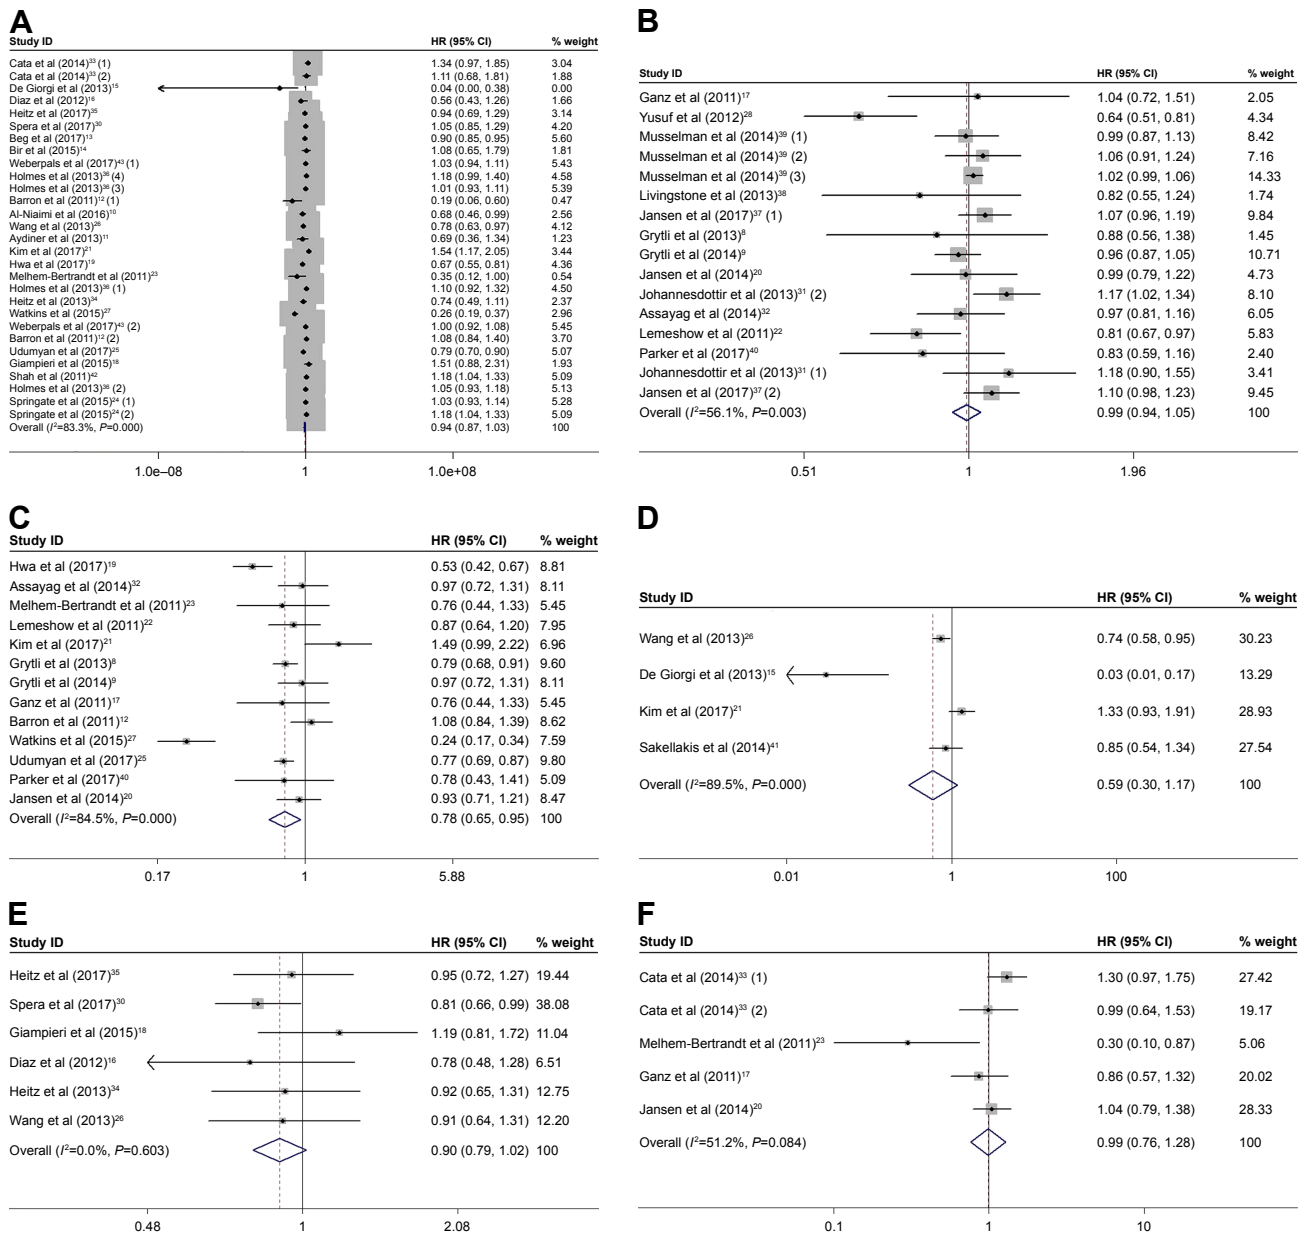 A
Study ID HR (95% CI) % weight
Cata et al (2014)³³ (1) 1.34 (0.97, 1.85) 3.04
Cata et al (2014)³³ (2) 1.11 (0.68, 1.81) 1.88
De Giorgi et al (2013)¹⁵ 0.04 (0.00, 0.38) 0.00
Diaz et al (2012)¹⁶ 0.56 (0.43, 1.26) 1.66
Heitz et al (2017)³⁵ 0.94 (0.69, 1.29) 3.14
Spera et al (2017)³⁰ 1.05 (0.85, 1.29) 4.20
Beg et al (2017)¹³ 0.90 (0.85, 0.95) 5.60
Bir et al (2015)¹⁴ 1.08 (0.65, 1.79) 1.81
Weberpals et al (2017)⁴³ (1) 1.03 (0.94, 1.11) 5.43
Holmes et al (2013)³⁶ (4) 1.18 (0.99, 1.40) 4.58
Holmes et al (2013)³⁶ (3) 1.01 (0.93, 1.11) 5.39
Barron et al (2011)¹² (1) 0.19 (0.06, 0.60) 0.47
Al-Niaimi et al (2016)¹⁰ 0.68 (0.46, 0.99) 2.56
Wang et al (2013)²⁶ 0.78 (0.63, 0.97) 4.12
Aydiner et al (2013)¹¹ 0.69 (0.36, 1.34) 1.23
Kim et al (2017)²¹ 1.54 (1.17, 2.05) 3.44
Hwa et al (2017)¹⁹ 0.67 (0.55, 0.81) 4.36
Melhem-Bertrandt et al (2011)²³ 0.35 (0.12, 1.00) 0.54
Holmes et al (2013)³⁶ (1) 1.10 (0.92, 1.32) 4.50
Heitz et al (2013)³⁴ 0.74 (0.49, 1.11) 2.37
Watkins et al (2015)²⁷ 0.26 (0.19, 0.37) 2.96
Weberpals et al (2017)⁴³ (2) 1.00 (0.92, 1.08) 5.45
Barron et al (2011)¹² (2) 1.08 (0.84, 1.40) 3.70
Udumyan et al (2017)²⁵ 0.79 (0.70, 0.90) 5.07
Giampieri et al (2015)¹⁸ 1.51 (0.88, 2.31) 1.93
Shah et al (2011)⁴² 1.18 (1.04, 1.33) 5.09
Holmes et al (2013)³⁶ (2) 1.05 (0.93, 1.18) 5.13
Springate et al (2015)²⁴ (1) 1.03 (0.93, 1.14) 5.28
Springate et al (2015)²⁴ (2) 1.18 (1.04, 1.33) 5.09
Overall (I²=83.3%, P=0.000) 0.94 (0.87, 1.03) 100
1.0e–08 1 1.0e+08
B
Study ID HR (95% CI) % weight
Ganz et al (2011)¹⁷ 1.04 (0.72, 1.51) 2.05
Yusuf et al (2012)²⁸ 0.64 (0.51, 0.81) 4.34
Musselman et al (2014)³⁹ (1) 0.99 (0.87, 1.13) 8.42
Musselman et al (2014)³⁹ (2) 1.06 (0.91, 1.24) 7.16
Musselman et al (2014)³⁹ (3) 1.02 (0.99, 1.06) 14.33
Livingstone et al (2013)³⁸ 0.82 (0.55, 1.24) 1.74
Jansen et al (2017)³⁷ (1) 1.07 (0.96, 1.19) 9.84
Grytli et al (2013)⁸ 0.88 (0.56, 1.38) 1.45
Grytli et al (2014)⁹ 0.96 (0.87, 1.05) 10.71
Jansen et al (2014)²⁰ 0.99 (0.79, 1.22) 4.73
Johannesdottir et al (2013)³¹ (2) 1.17 (1.02, 1.34) 8.10
Assayag et al (2014)³² 0.97 (0.81, 1.16) 6.05
Lemeshow et al (2011)²² 0.81 (0.67, 0.97) 5.83
Parker et al (2017)⁴⁰ 0.83 (0.59, 1.16) 2.40
Johannesdottir et al (2013)³¹ (1) 1.18 (0.90, 1.55) 3.41
Jansen et al (2017)³⁷ (2) 1.10 (0.98, 1.23) 9.45
Overall (I²=56.1%, P=0.003) 0.99 (0.94, 1.05) 100
0.51 1 1.96
C
Study ID HR (95% CI) % weight
Hwa et al (2017)¹⁹ 0.53 (0.42, 0.67) 8.81
Assayag et al (2014)³² 0.97 (0.72, 1.31) 8.11
Melhem-Bertrandt et al (2011)²³ 0.76 (0.44, 1.33) 5.45
Lemeshow et al (2011)²² 0.87 (0.64, 1.20) 7.95
Kim et al (2017)²¹ 1.49 (0.99, 2.22) 6.96
Grytli et al (2013)⁸ 0.79 (0.68, 0.91) 9.60
Grytli et al (2014)⁹ 0.97 (0.72, 1.31) 8.11
Ganz et al (2011)¹⁷ 0.76 (0.44, 1.33) 5.45
Barron et al (2011)¹² 1.08 (0.84, 1.39) 8.62
Watkins et al (2015)²⁷ 0.24 (0.17, 0.34) 7.59
Udumyan et al (2017)²⁵ 0.77 (0.69, 0.87) 9.80
Parker et al (2017)⁴⁰ 0.78 (0.43, 1.41) 5.09
Jansen et al (2014)²⁰ 0.93 (0.71, 1.21) 8.47
Overall (I²=84.5%, P=0.000) 0.78 (0.65, 0.95) 100
0.17 1 5.88
D
Study ID HR (95% CI) % weight
Wang et al (2013)²⁶ 0.74 (0.58, 0.95) 30.23
De Giorgi et al (2013)¹⁵ 0.03 (0.01, 0.17) 13.29
Kim et al (2017)²¹ 1.33 (0.93, 1.91) 28.93
Sakellakis et al (2014)⁴¹ 0.85 (0.54, 1.34) 27.54
Overall (I²=89.5%, P=0.000) 0.59 (0.30, 1.17) 100
0.01 1 100
E
Study ID HR (95% CI) % weight
Heitz et al (2017)³⁵ 0.95 (0.72, 1.27) 19.44
Spera et al (2017)³⁰ 0.81 (0.66, 0.99) 38.08
Giampieri et al (2015)¹⁸ 1.19 (0.81, 1.72) 11.04
Diaz et al (2012)¹⁶ 0.78 (0.48, 1.28) 6.51
Heitz et al (2013)³⁴ 0.92 (0.65, 1.31) 12.75
Wang et al (2013)²⁶ 0.91 (0.64, 1.31) 12.20
Overall (I²=0.0%, P=0.603) 0.90 (0.79, 1.02) 100
0.48 1 2.08
F
Study ID HR (95% CI) % weight
Cata et al (2014)³³ (1) 1.30 (0.97, 1.75) 27.42
Cata et al (2014)³³ (2) 0.99 (0.64, 1.53) 19.17
Melhem-Bertrandt et al (2011)²³ 0.30 (0.10, 0.87) 5.06
Ganz et al (2011)¹⁷ 0.86 (0.57, 1.32) 20.02
Jansen et al (2014)²⁰ 1.04 (0.79, 1.38) 28.33
Overall (I²=51.2%, P=0.084) 0.99 (0.76, 1.28) 100
0.1 1 10